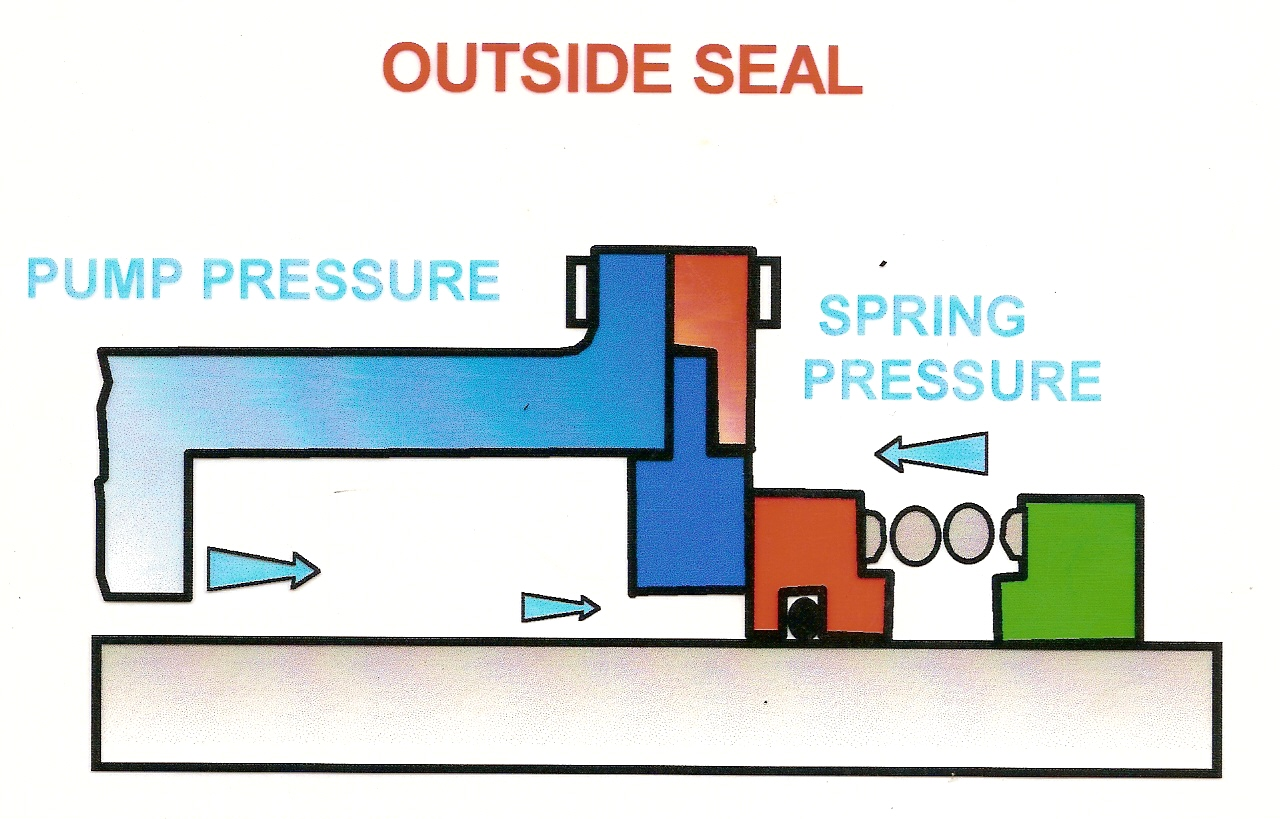 OUTSIDE SEAL
PUMP PRESSURE
SPRING
PRESSURE